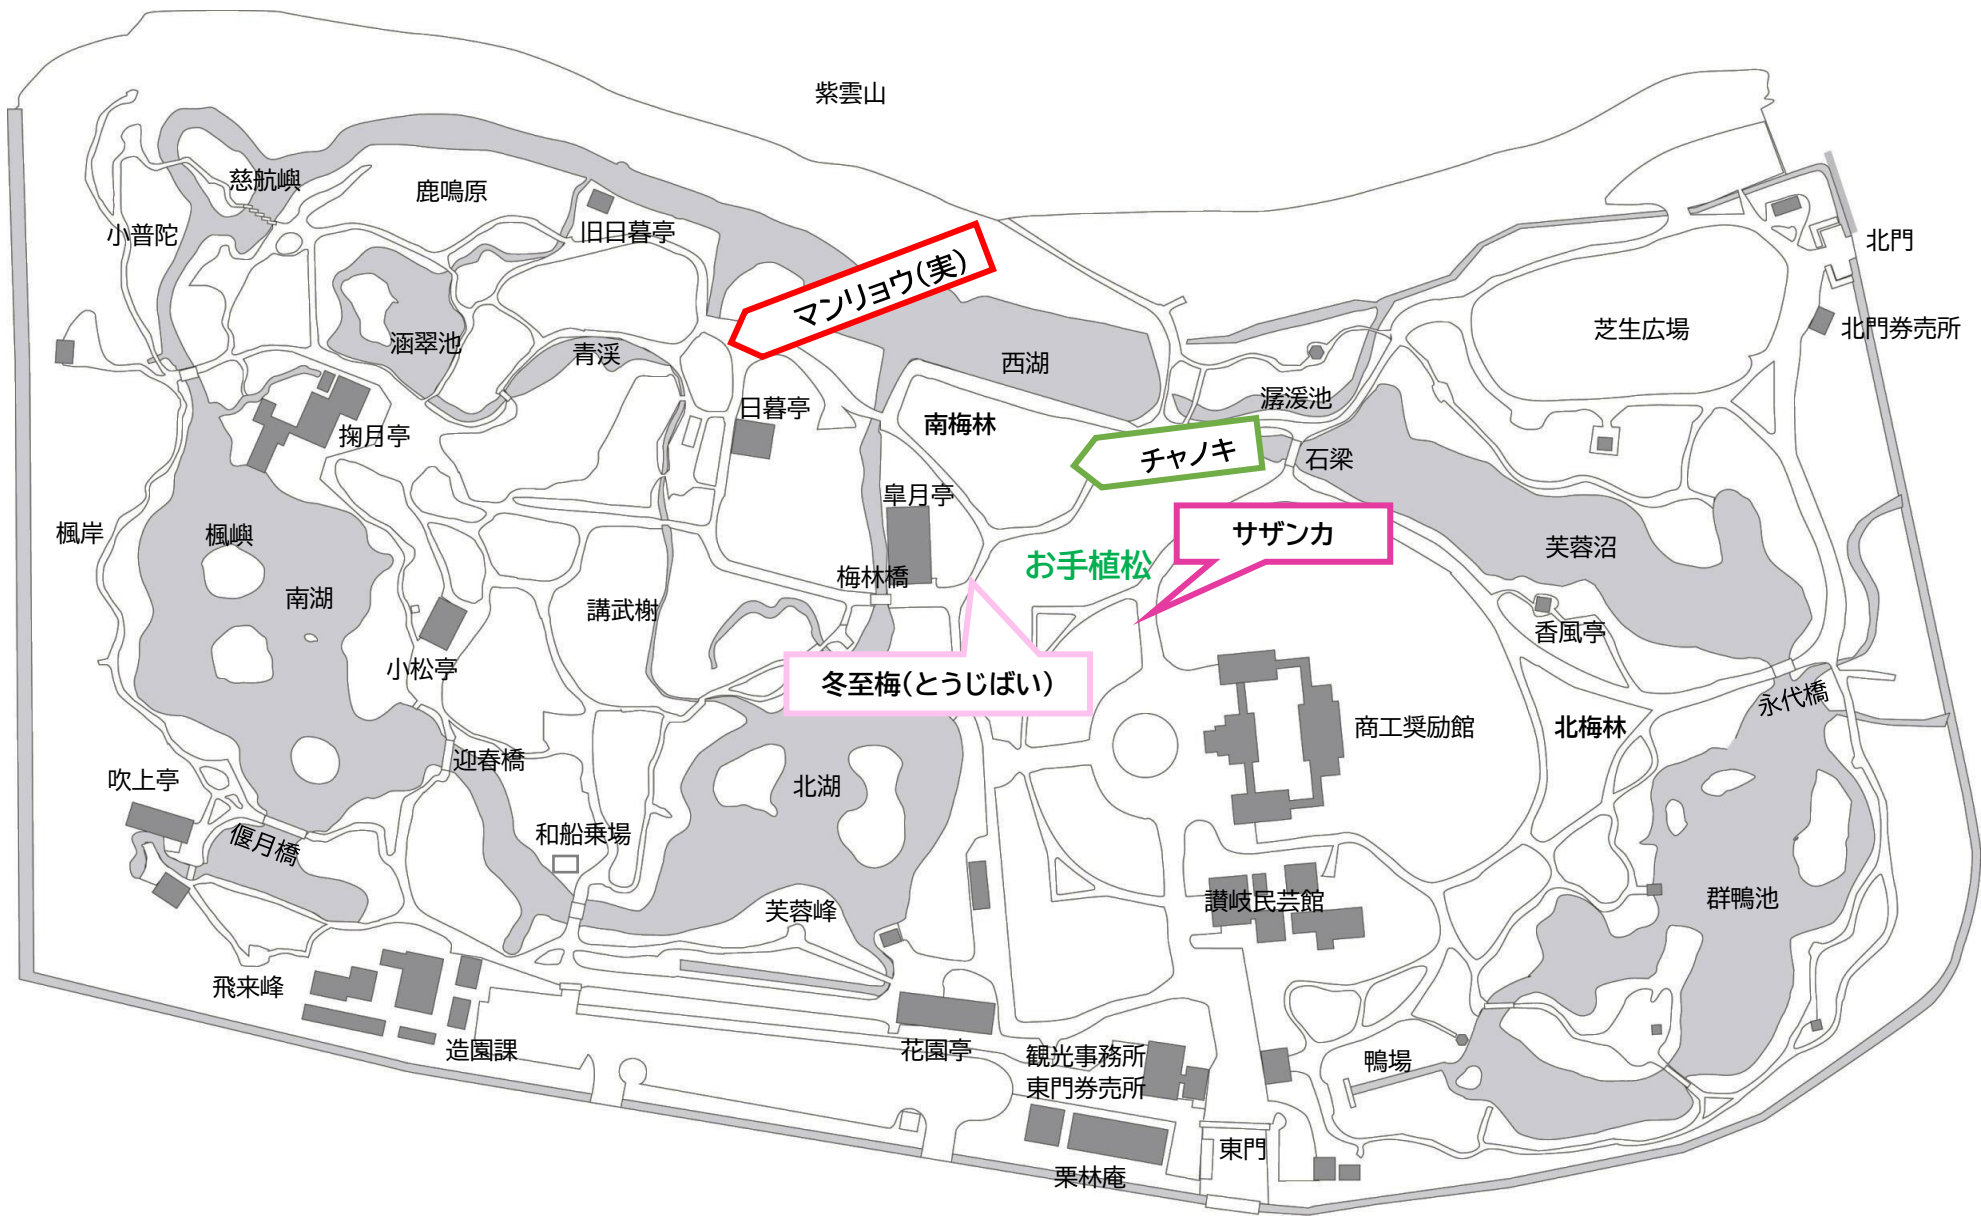 紫雲山
慈航嶼
鹿鳴原
小普陀
旧日暮亭
北門
マンリョウ（実）
北門券売所
芝生広場
涵翠池
青渓
西湖
潺湲池
日暮亭
南梅林
掬月亭
チャノキ
石梁
皐月亭
楓岸
楓嶼
サザンカ
芙蓉沼
お手植松
梅林橋
南湖
講武榭
香風亭
小松亭
冬至梅（とうじばい）
永代橋
商工奨励館
北梅林
迎春橋
吹上亭
北湖
和船乗場
偃月橋
讃岐民芸館
群鴨池
芙蓉峰
飛来峰
造園課
花園亭
観光事務所
東門券売所
鴨場
東門
栗林庵